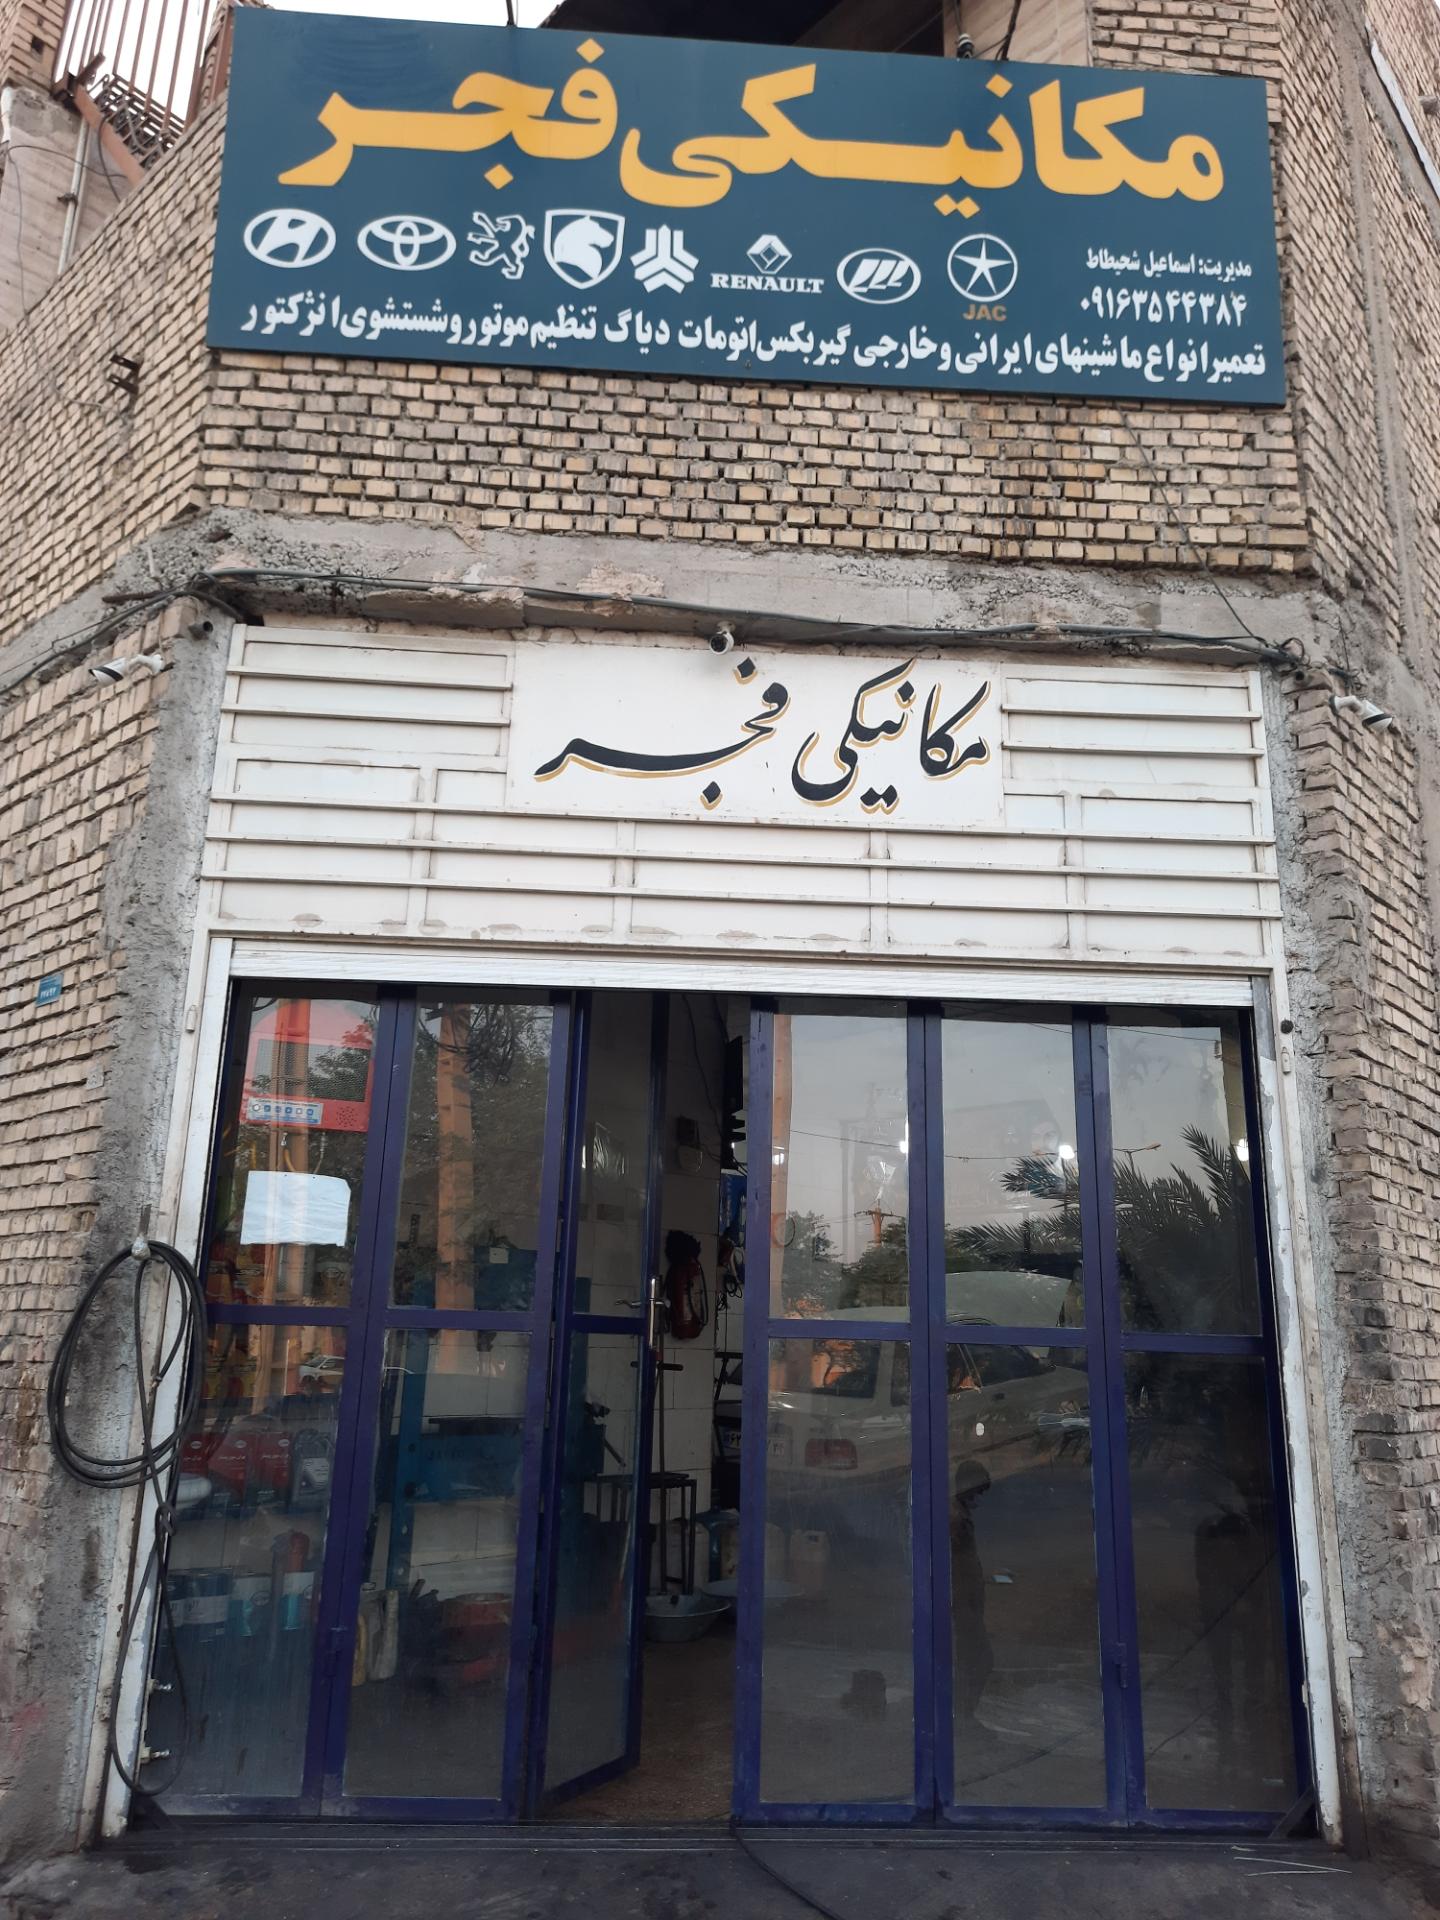 مکانیکی فجر
RENAULT
JAC
مدیریت: اسماعیل شحیطاط
۰۹۱۶۳۵۴۴۳۸۴
تعمیر انواع ماشینهای ایرانی و خارجی گیربکس اتومات دیاگ تنظیم موتور و شستشوی انژکتور
مکانیکی فجر